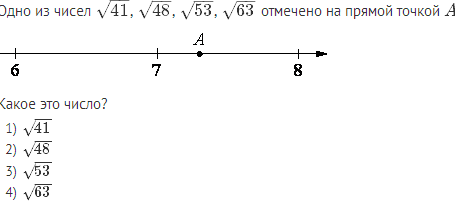 Одно из чисел √41, √48, √53, √63 отмечено на прямой точкой A
A
6 7 8
Какое это число?
1) √41
2) √48
3) √53
4) √63